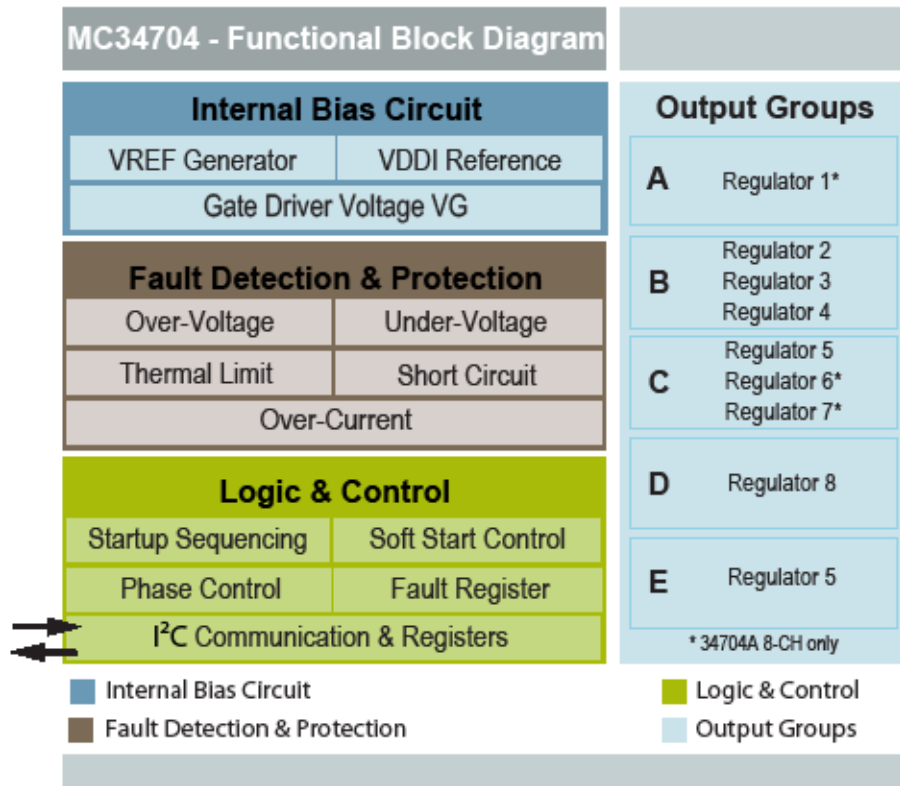 MC34704 - Functional Block Diagram
Internal Bias Circuit
VREF Generator
VDDI Reference
Gate Driver Voltage VG
Fault Detection & Protection
Over-Voltage
Under-Voltage
Thermal Limit
Short Circuit
Over-Current
Logic & Control
Startup Sequencing
Soft Start Control
Phase Control
Fault Register
I²C Communication & Registers
Output Groups
A
Regulator 1*
B
Regulator 2
Regulator 3
Regulator 4
C
Regulator 5
Regulator 6*
Regulator 7*
D
Regulator 8
E
Regulator 5
* 34704A 8-CH only
Internal Bias Circuit
Fault Detection & Protection
Logic & Control
Output Groups